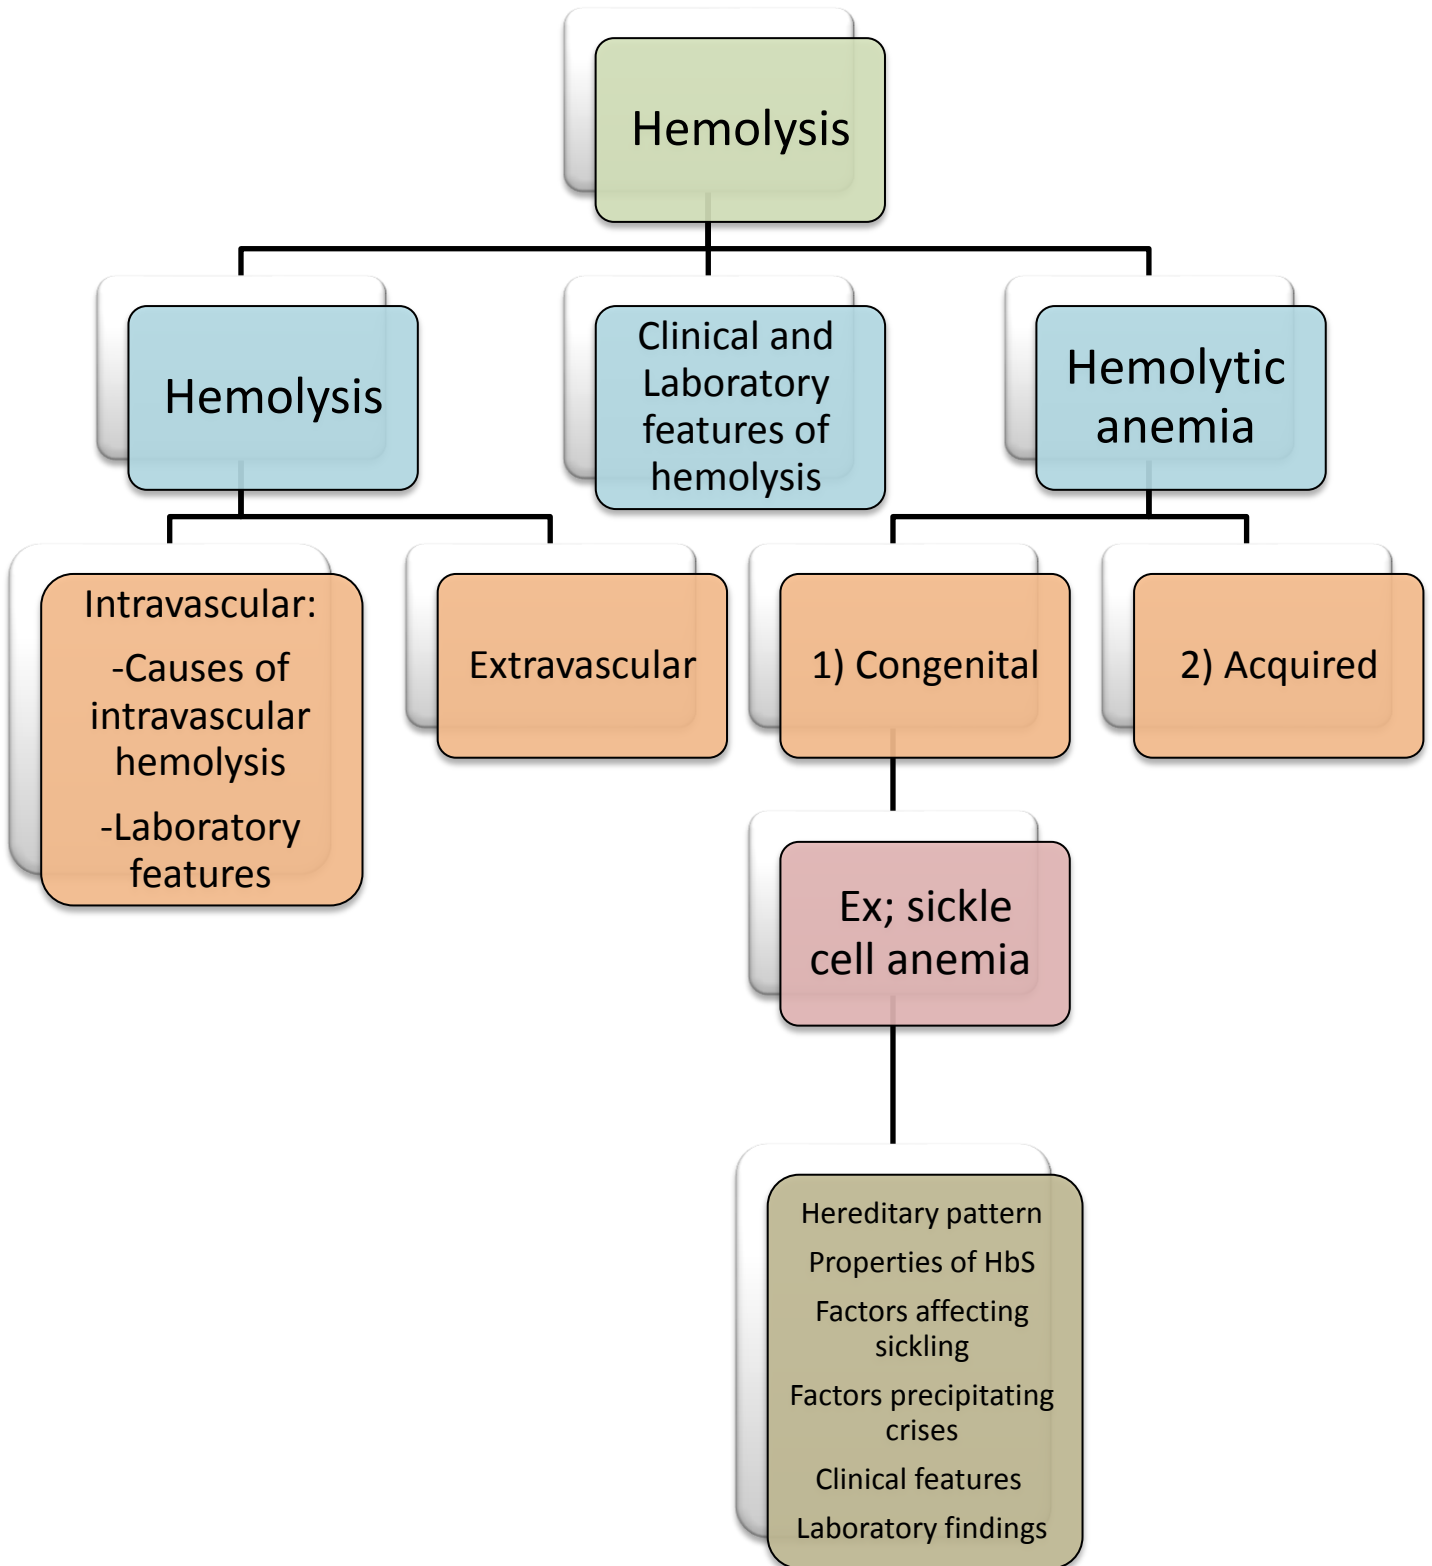 Hemolysis
Hemolysis
Clinical and
Laboratory
features of
hemolysis
Hemolytic
anemia
Intravascular:
-Causes of
intravascular
hemolysis
-Laboratory
features
Extravascular
1) Congenital
2) Acquired
Ex; sickle
cell anemia
Hereditary pattern
Properties of HbS
Factors affecting
sickling
Factors precipitating
crises
Clinical features
Laboratory findings